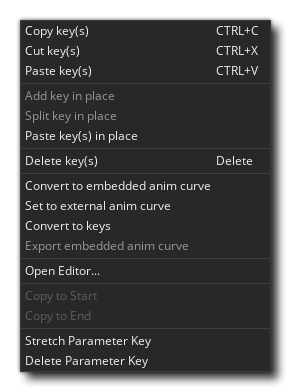 Copy key(s) CTRL+C
Cut key(s) CTRL+X
Paste key(s) CTRL+V
Add key in place
Split key in place
Paste key(s) in place
Delete key(s) Delete
Convert to embedded anim curve
Set to external anim curve
Convert to keys
Export embedded anim curve
Open Editor...
Copy to Start
Copy to End
Stretch Parameter Key
Delete Parameter Key